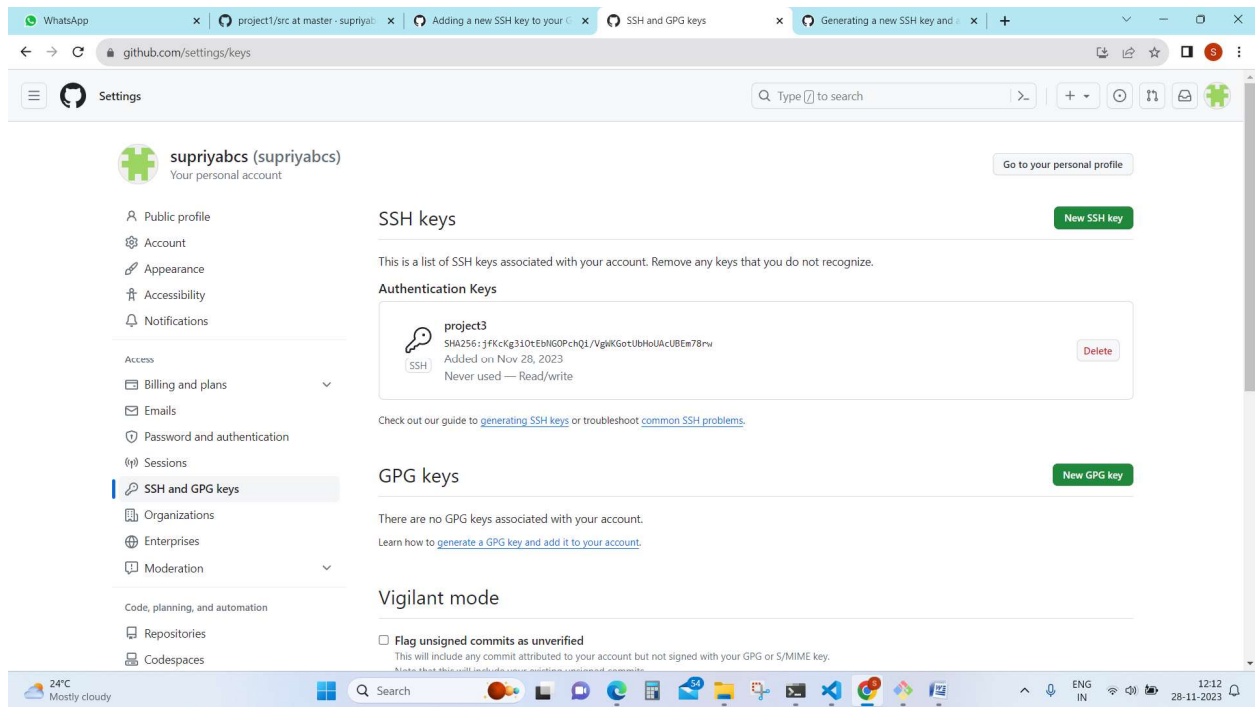 WhatsApp
project1/src at master · supriyab
Adding a new SSH key to your G
SSH and GPG keys
Generating a new SSH key and a
github.com/settings/keys
S
Settings
Type / to search
supriyabcs (supriyabcs)
Your personal account
Go to your personal profile
Public profile
Account
Appearance
Accessibility
Notifications
Access
Billing and plans
Emails
Password and authentication
Sessions
SSH and GPG keys
Organizations
Enterprises
Moderation
Code, planning, and automation
Repositories
Codespaces
SSH keys
New SSH key
This is a list of SSH keys associated with your account. Remove any keys that you do not recognize.
Authentication Keys
project3
SHA256:jfKcKg3iOtEbNGOPchQi/VgWKGotUbHoUAcUBEm78rw
Added on Nov 28, 2023
Never used — Read/write
SSH
Delete
Check out our guide to generating SSH keys or troubleshoot common SSH problems.
GPG keys
New GPG key
There are no GPG keys associated with your account.
Learn how to generate a GPG key and add it to your account.
Vigilant mode
Flag unsigned commits as unverified
This will include any commit attributed to your account but not signed with your GPG or S/MIME key.
Note that this will include your existing unsigned commits.
24°C
Mostly cloudy
Search
54
ENG
IN
12:12
28-11-2023